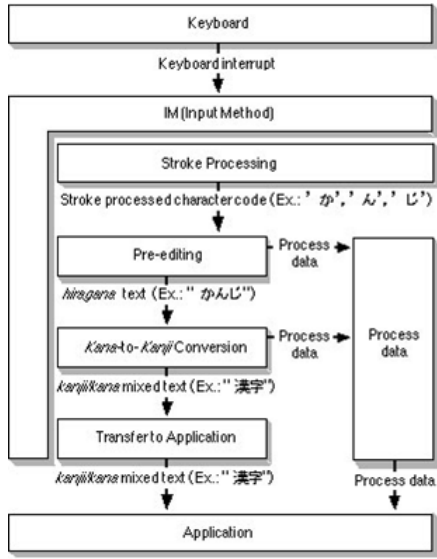 Keyboard
Keyboard interrupt
IM (Input Method)
Stroke Processing
Stroke processed character code (Ex.: ' か', ' ん', ' じ')
Pre-editing
Process
data
hiragana text (Ex.: " かんじ")
Kana-to-Kanji Conversion
Process
data
Process
data
kanji/kana mixed text (Ex.: " 漢字")
Transfer to Application
kanji/kana mixed text (Ex.: " 漢字")
Process data
Application